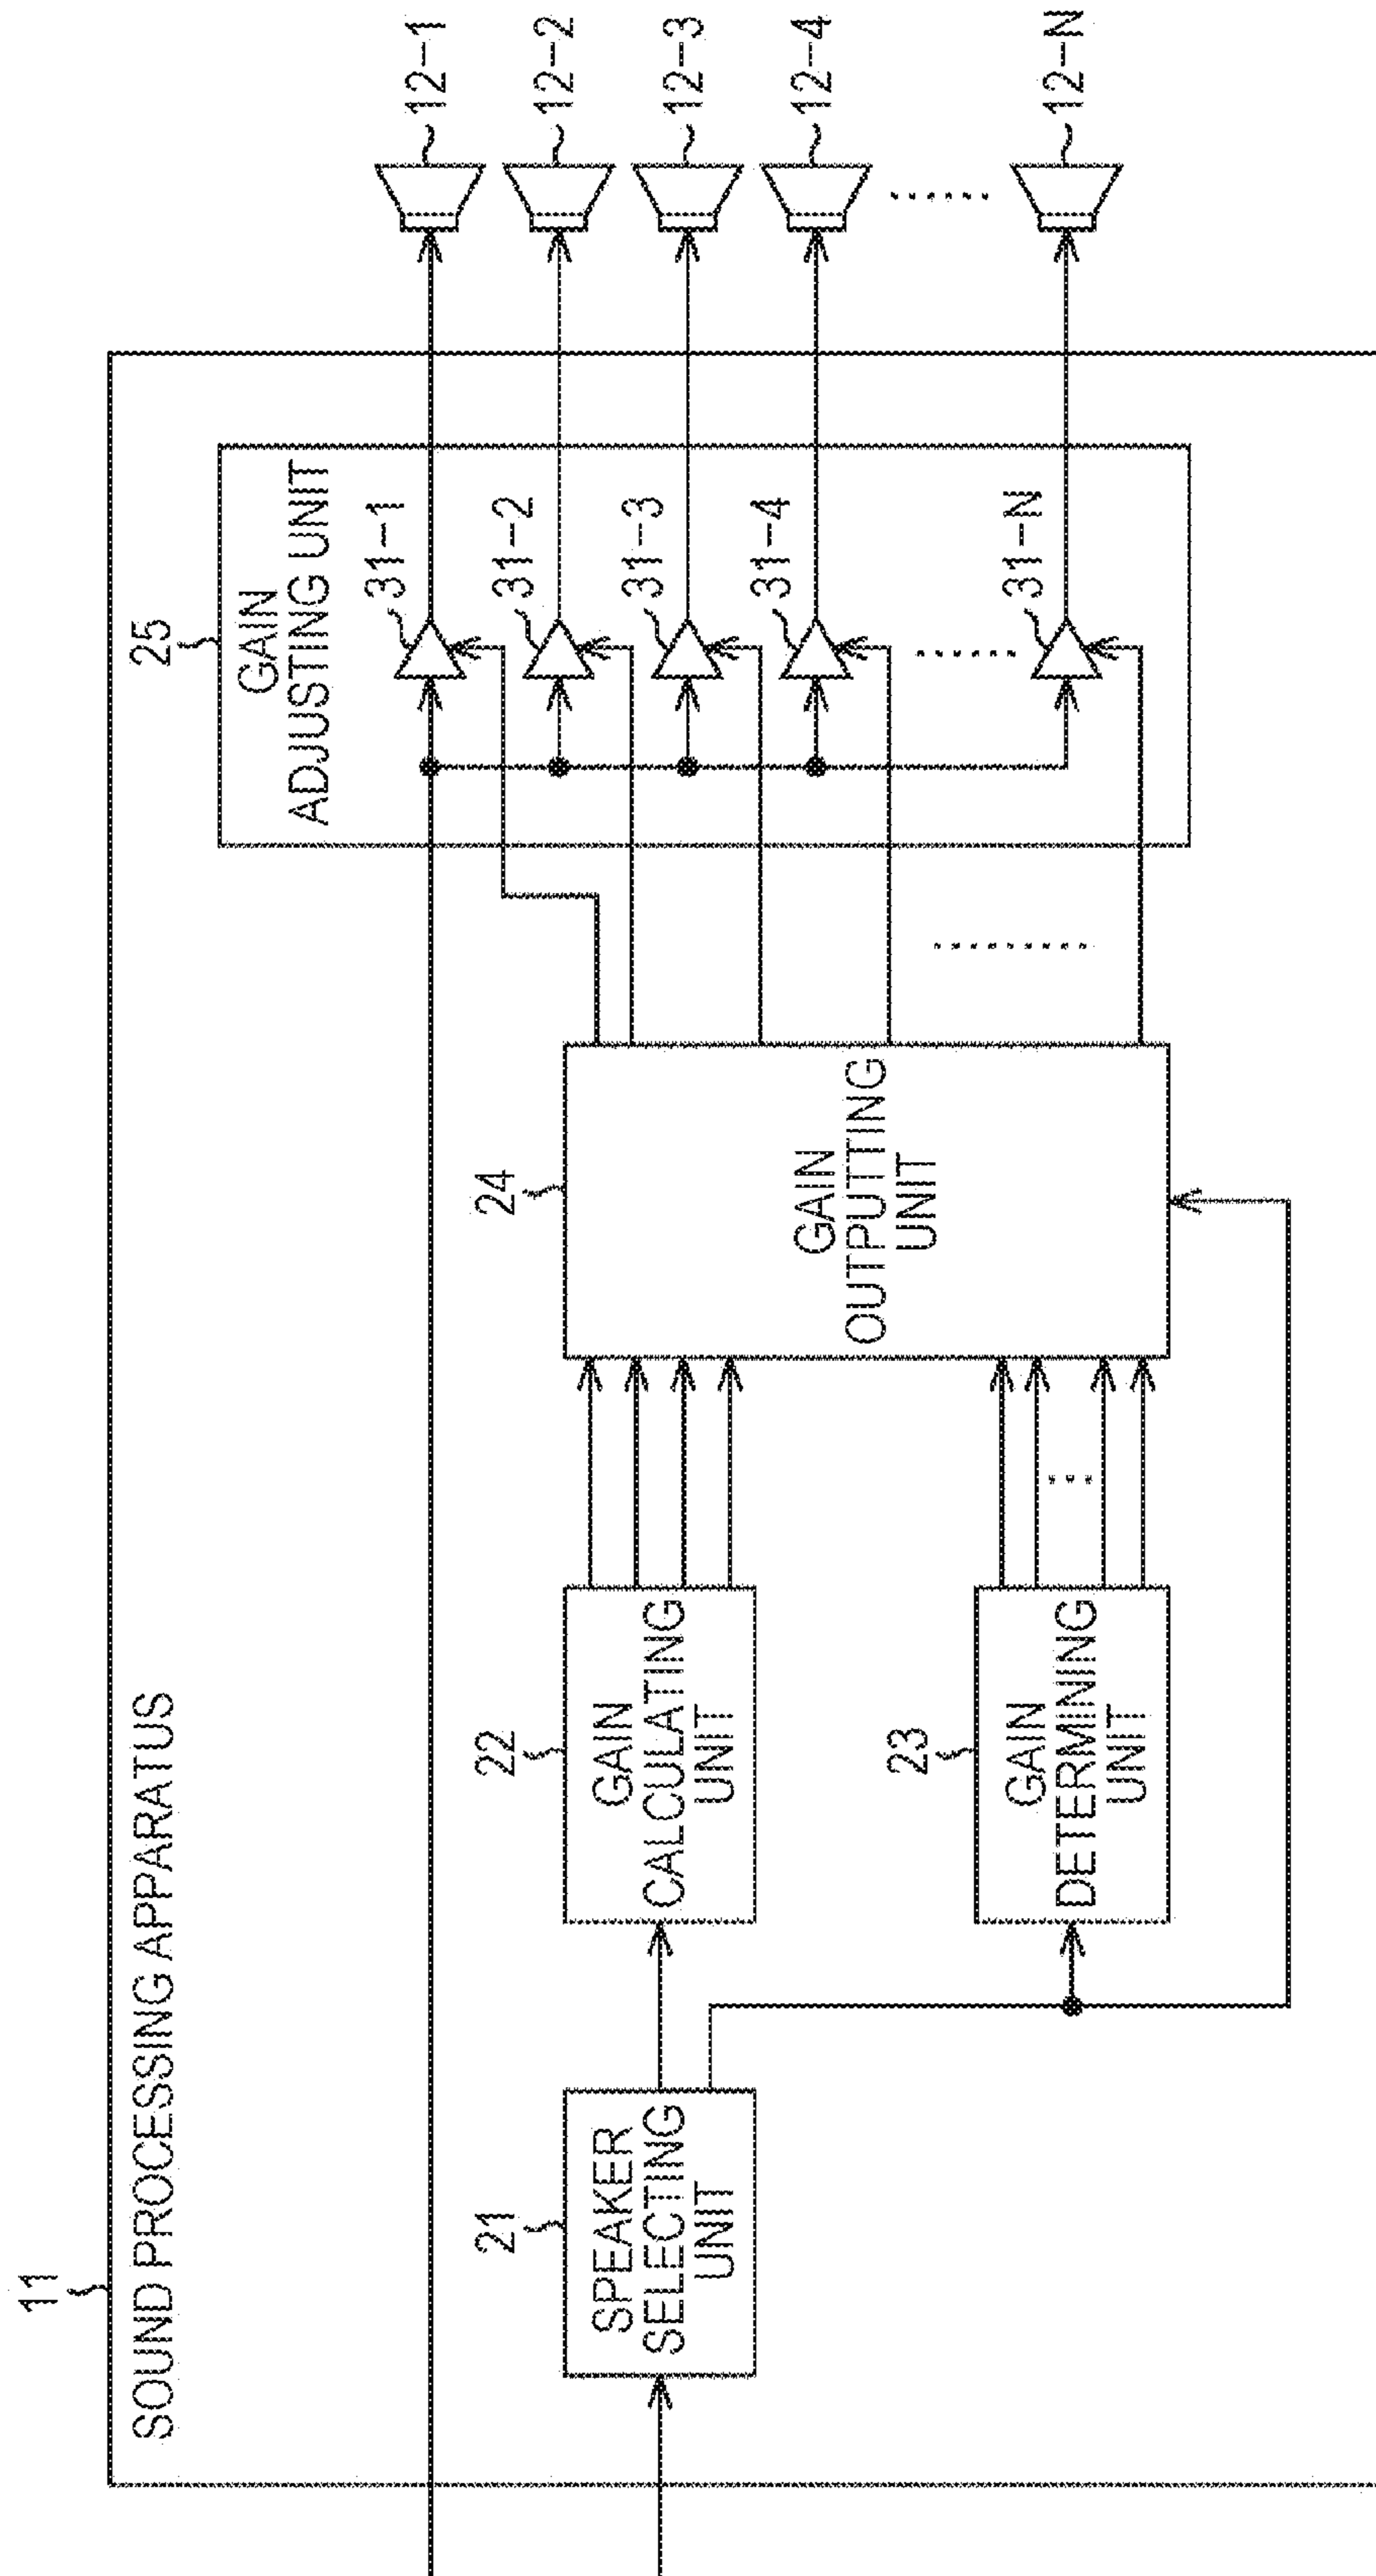 11
SOUND PROCESSING APPARATUS
25
GAIN
ADJUSTING UNIT
31-1
12-1
31-2
12-2
31-3
12-3
31-4
12-4
31-N
12-N
21
SPEAKER
SELECTING
UNIT
22
GAIN
CALCULATING
UNIT
24
GAIN
OUTPUTTING
UNIT
23
GAIN
DETERMINING
UNIT